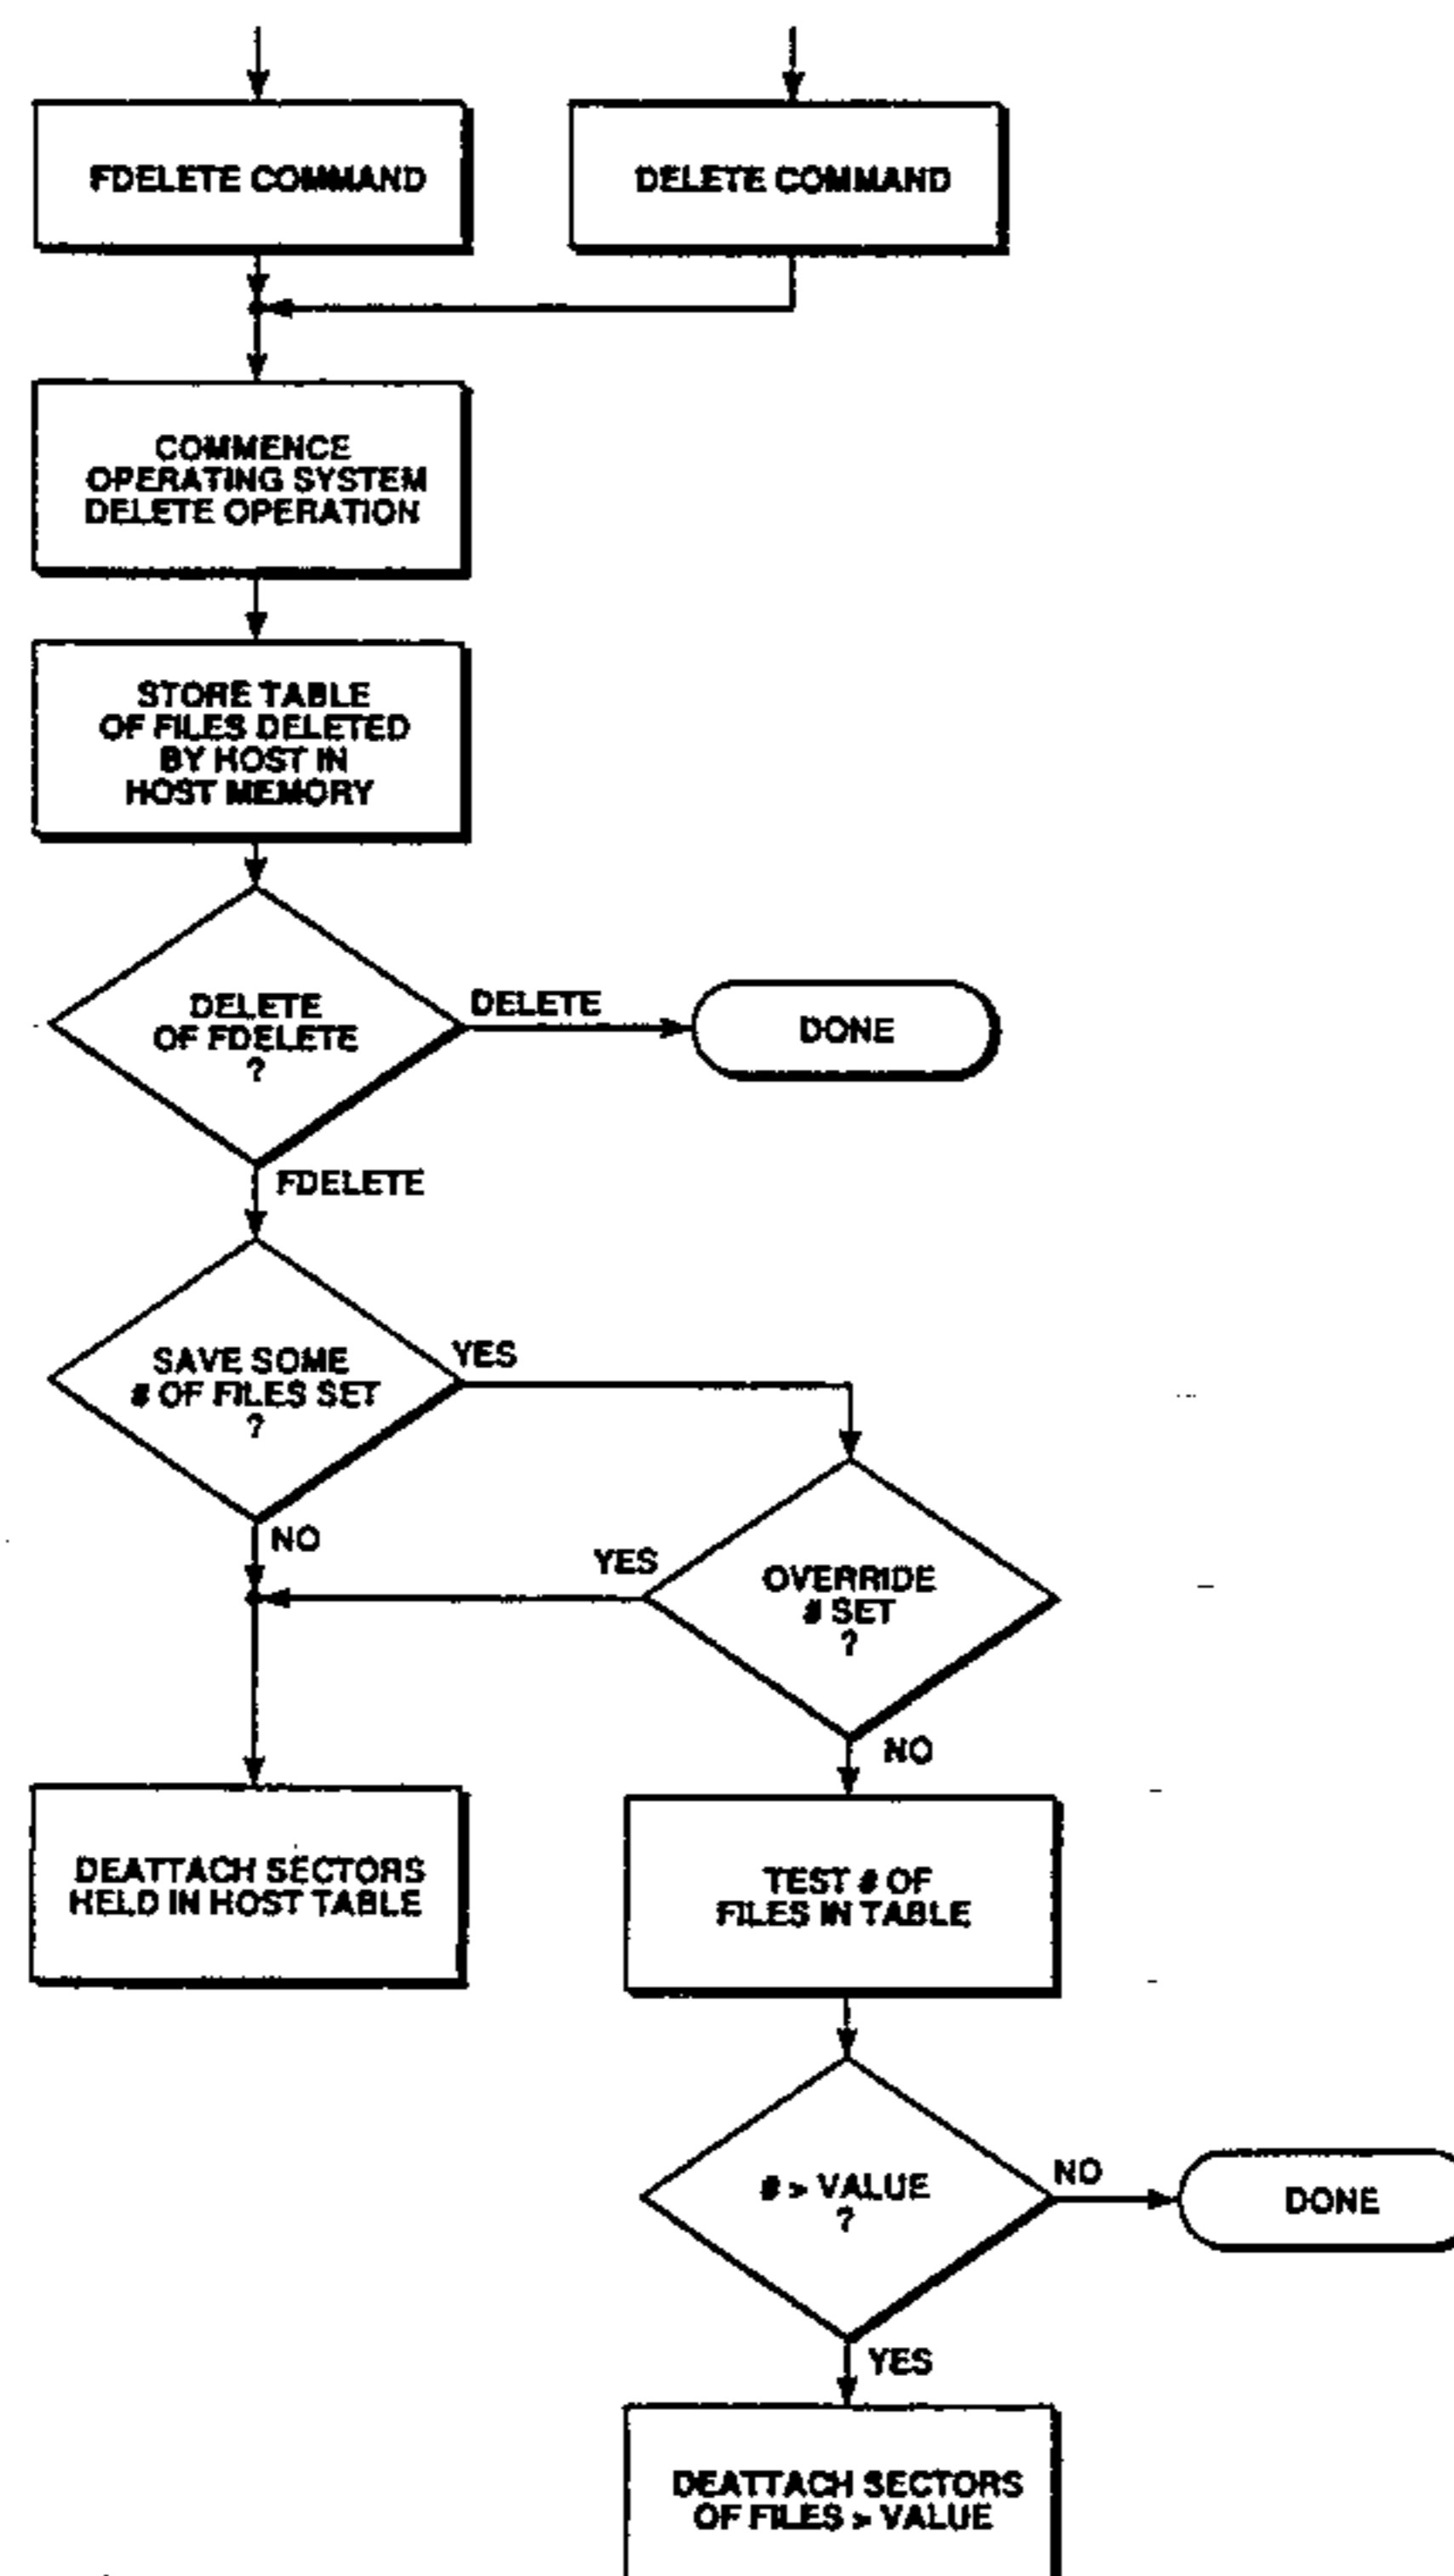 FDELETE COMMAND
DELETE COMMAND
COMMENCE
OPERATING SYSTEM
DELETE OPERATION
STORE TABLE
OF FILES DELETED
BY HOST IN
HOST MEMORY
DELETE
OF FDELETE
?
DELETE
DONE
FDELETE
SAVE SOME
# OF FILES SET
?
YES
NO
OVERRIDE
# SET
?
YES
NO
DEATTACH SECTORS
HELD IN HOST TABLE
TEST # OF
FILES IN TABLE
# > VALUE
?
NO
DONE
YES
DEATTACH SECTORS
OF FILES > VALUE